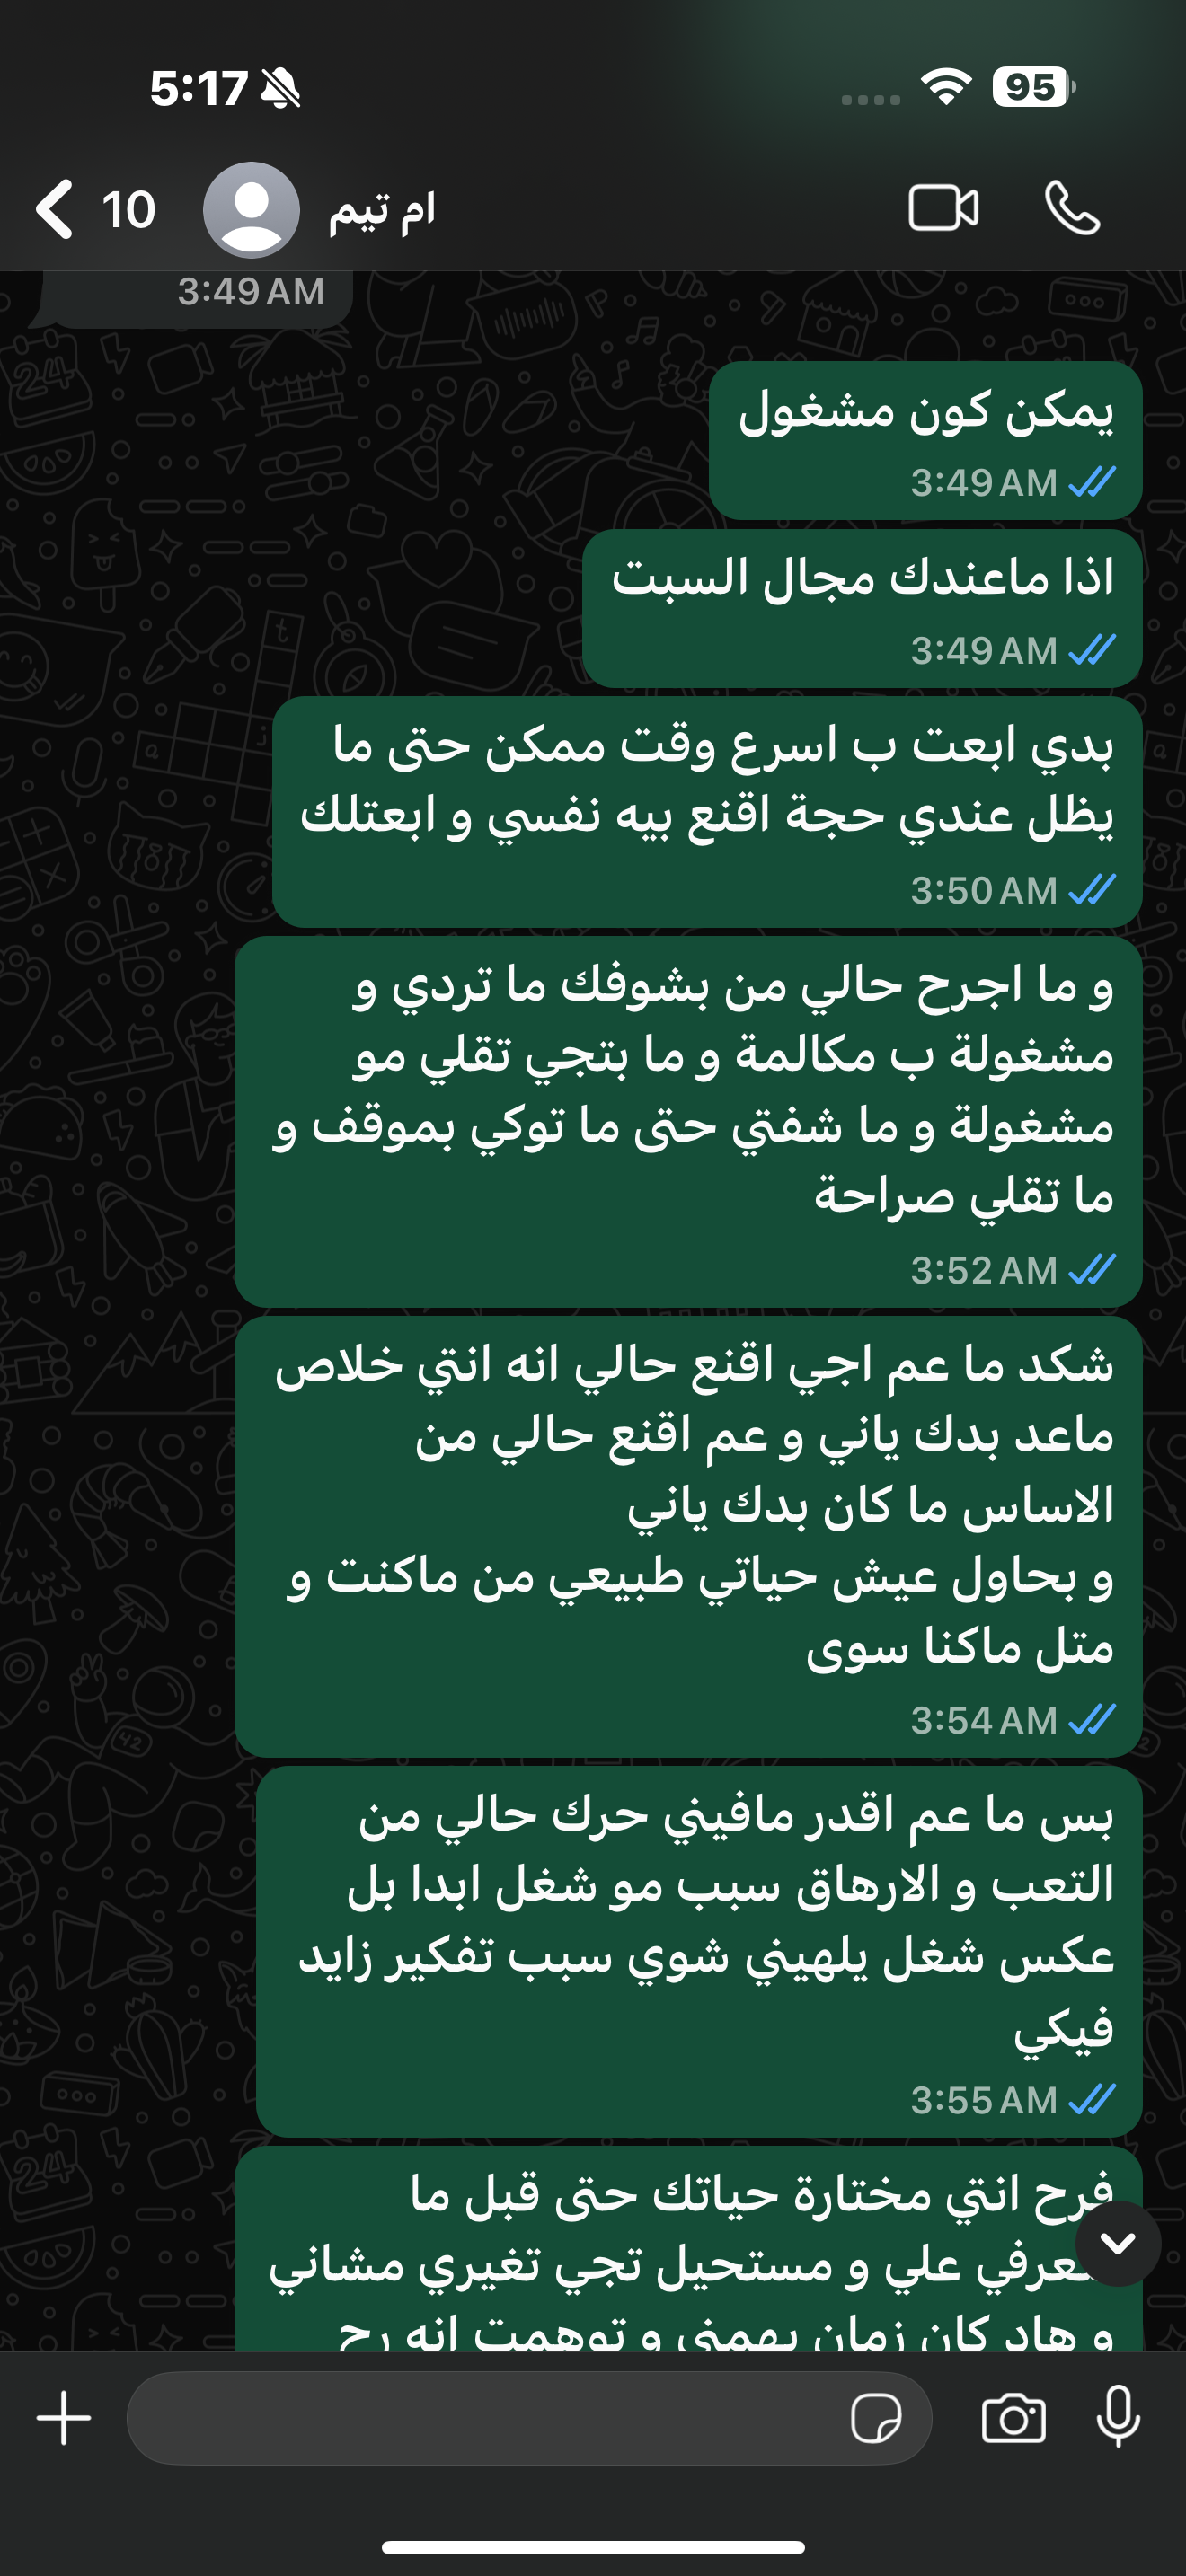 5:17
95
10
ام تيم
3:49 AM
يمكن كون مشغول
3:49 AM
اذا ماعندك مجال السبت
3:49 AM
بدي ابعت ب اسرع وقت ممكن حتى ما
يظل عندي حجة اقنع بيه نفسي و ابعتلك
3:50 AM
و ما اجرح حالي من بشوفك ما تردي و
مشغولة ب مكالمة و ما بتجي تقلي مو
مشغولة و ما شفتي حتى ما توكي بموقف و
ما تقلي صراحة
3:52 AM
شكد ما عم اجي اقنع حالي انه انتي خلاص
ماعد بدك ياني و عم اقنع حالي من
الاساس ما كان بدك ياني
و بحاول عيش حياتي طبيعي من ماكنت و
متل ماكنا سوى
3:54 AM
بس ما عم اقدر مافيني حرك حالي من
التعب و الارهاق سبب مو شغل ابدا بل
عكس شغل يلهيني شوي سبب تفكير زايد
فيكي
3:55 AM
فرح انتي مختارة حياتك حتى قبل ما
تعرفي علي و مستحيل تجي تغيري مشاني
و هاد كان زمان يهمني و توهمت انه رح